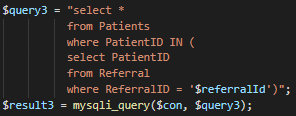 $query3 = "select *
from Patients
where PatientID IN (
select PatientID
from Referral
where ReferralID = '$referralId')";
$result3 = mysqli_query($con, $query3);